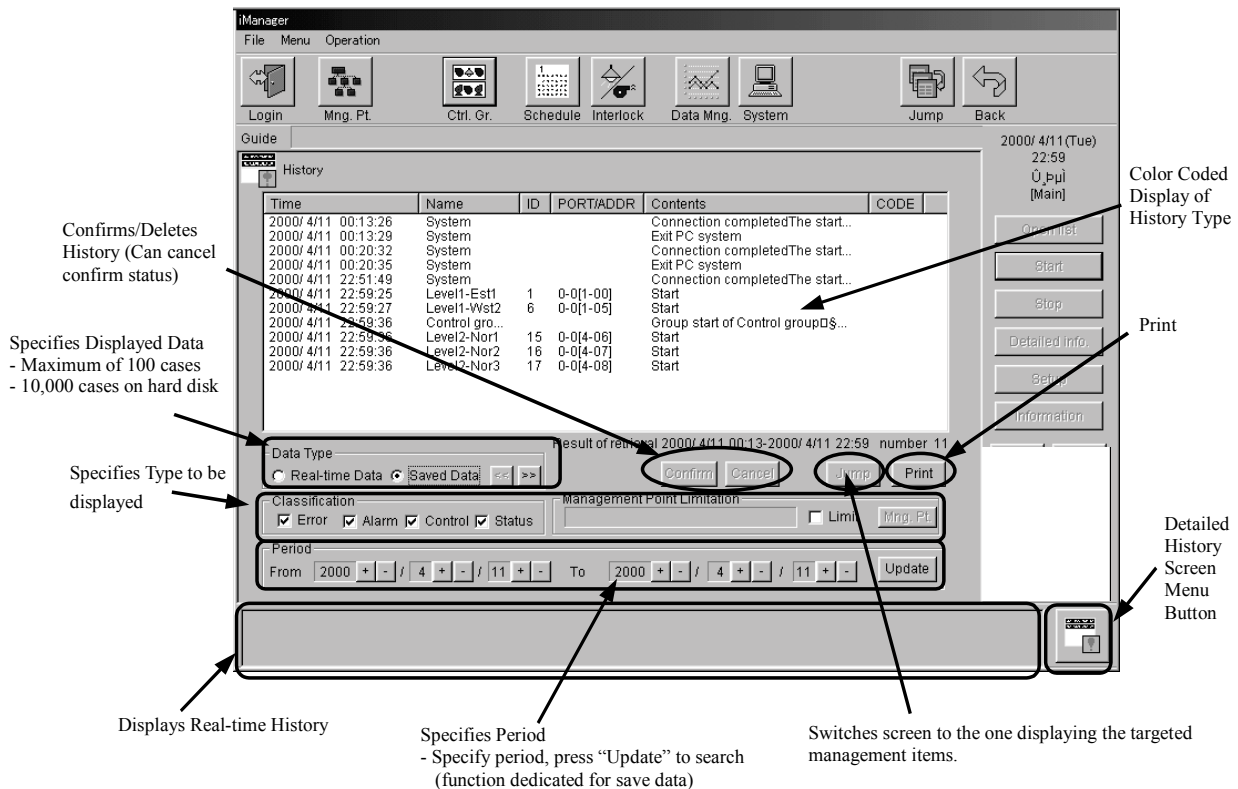 iManager
File Menu Operation
Login Mng. Pt. Ctrl. Gr. Schedule Interlock Data Mng. System Jump Back
Guide
2000/ 4/11(Tue)
22:59
Û¸ÞµÌ
[Main]
History
Time Name ID PORT/ADDR Contents CODE
2000/ 4/11 00:13:26 System Connection completedThe start...
2000/ 4/11 00:13:29 System Exit PC system
2000/ 4/11 00:20:32 System Connection completedThe start...
2000/ 4/11 00:20:35 System Exit PC system
2000/ 4/11 22:51:49 System Connection completedThe start...
2000/ 4/11 22:59:25 Level1-Est1 1 0-0[1-00] Start
2000/ 4/11 22:59:27 Level1-Wst2 6 0-0[1-05] Start
2000/ 4/11 22:59:36 Control gro... Group start of Control group□§...
2000/ 4/11 22:59:36 Level2-Nor1 15 0-0[4-06] Start
2000/ 4/11 22:59:36 Level2-Nor2 16 0-0[4-07] Start
2000/ 4/11 22:59:36 Level2-Nor3 17 0-0[4-08] Start
Open list
Start
Stop
Detailed info.
Setup
Information
Result of retrieval 2000/ 4/11 00:13-2000/ 4/11 22:59 number 11
Data Type
Real-time Data Saved Data << >>
Confirm Cancel Jump Print
Classification
Error Alarm Control Status
Management Point Limitation
Limit Mng. Pt.
Period
From 2000 + - / 4 + - / 11 + - To 2000 + - / 4 + - / 11 + - Update
Confirms/Deletes
History (Can cancel
confirm status)
Specifies Displayed Data
- Maximum of 100 cases
- 10,000 cases on hard disk
Specifies Type to be
displayed
Color Coded
Display of
History Type
Print
Detailed
History
Screen
Menu
Button
Displays Real-time History
Specifies Period
- Specify period, press “Update” to search
(function dedicated for save data)
Switches screen to the one displaying the targeted
management items.